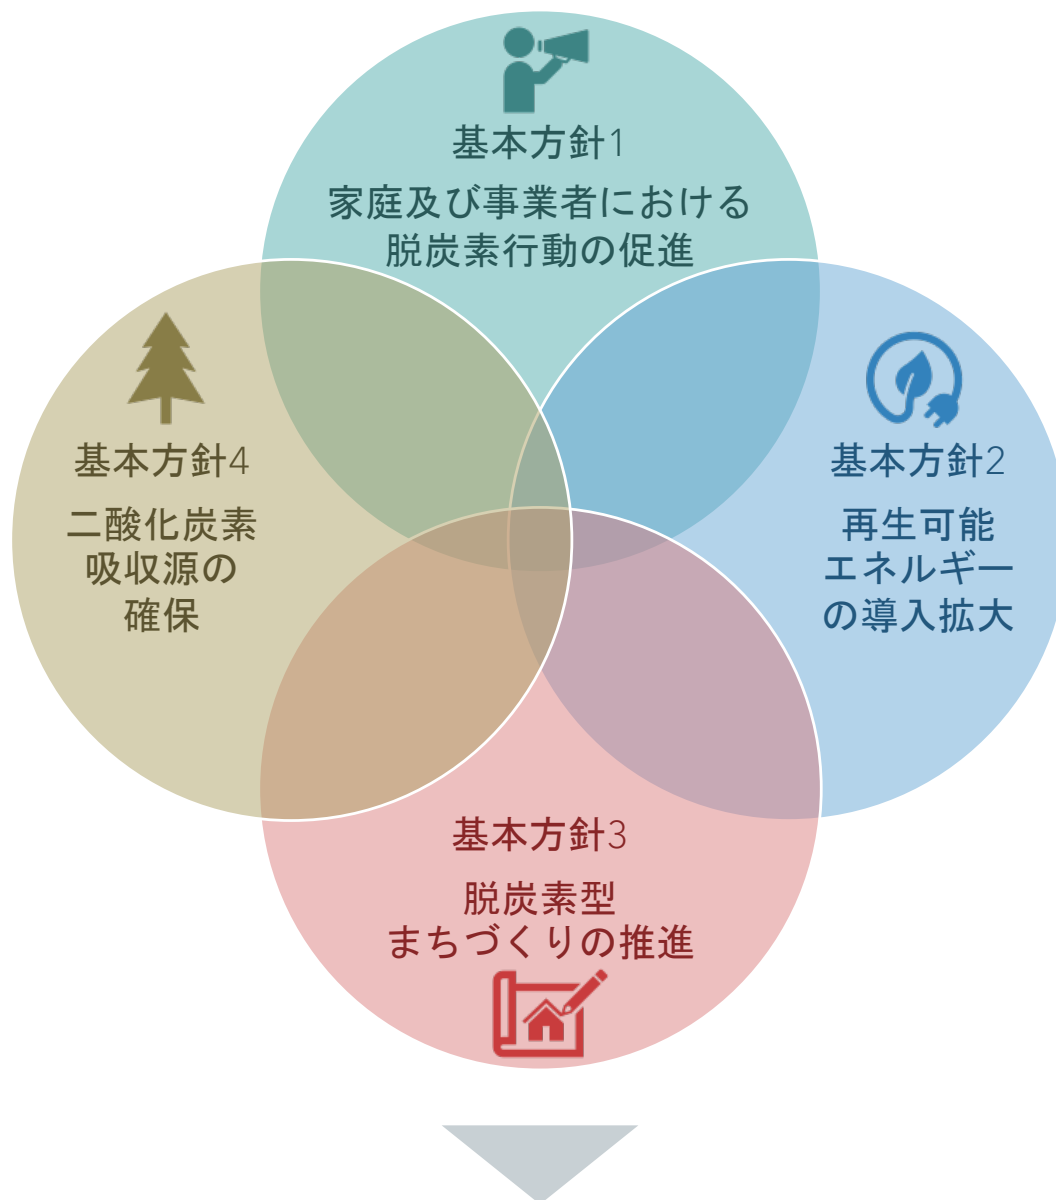 基本方針1
家庭及び事業者における
脱炭素行動の促進
基本方針4
二酸化炭素
吸収源の
確保
基本方針2
再生可能
エネルギー
の導入拡大
基本方針3
脱炭素型
まちづくりの推進